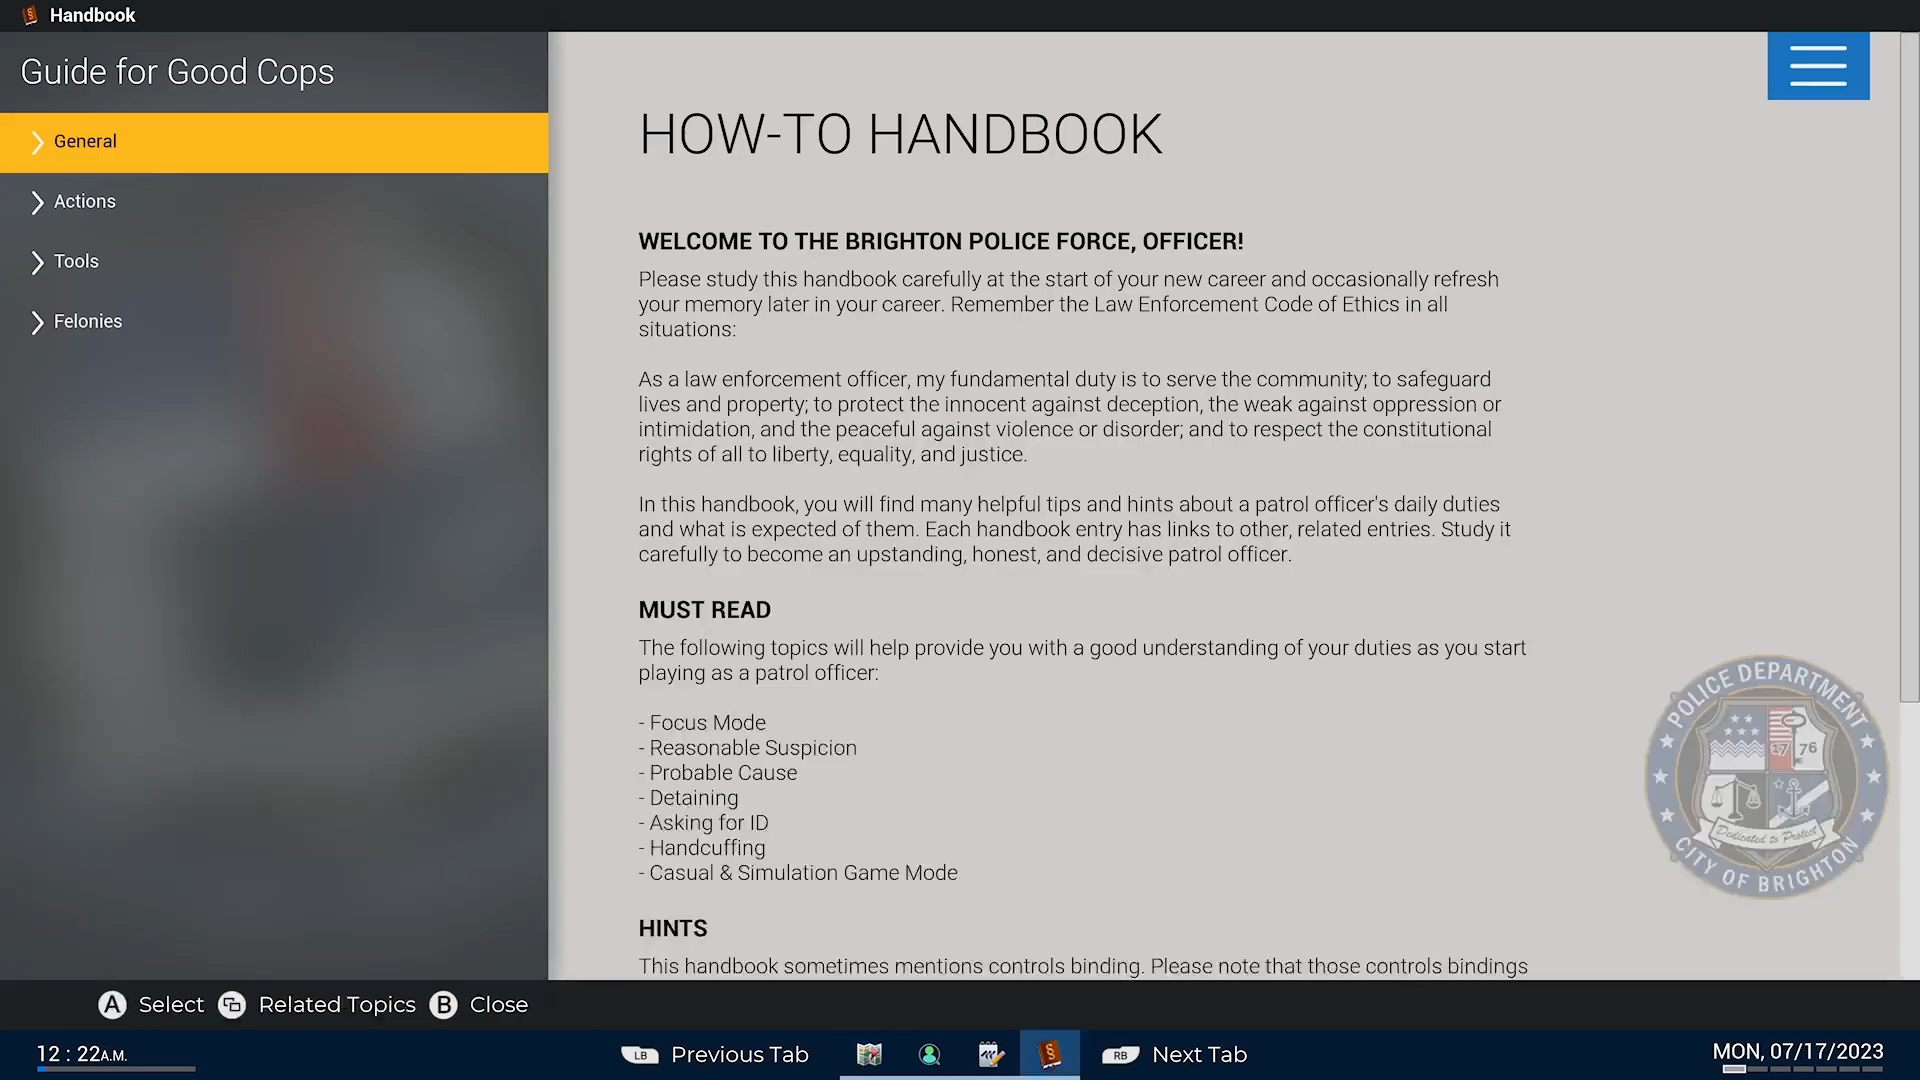 Handbook
Guide for Good Cops
General
Actions
Tools
Felonies
HOW-TO HANDBOOK
WELCOME TO THE BRIGHTON POLICE FORCE, OFFICER!
Please study this handbook carefully at the start of your new career and occasionally refresh
your memory later in your career. Remember the Law Enforcement Code of Ethics in all
situations:
As a law enforcement officer, my fundamental duty is to serve the community; to safeguard
lives and property; to protect the innocent against deception, the weak against oppression or
intimidation, and the peaceful against violence or disorder; and to respect the constitutional
rights of all to liberty, equality, and justice.
In this handbook, you will find many helpful tips and hints about a patrol officer's daily duties
and what is expected of them. Each handbook entry has links to other, related entries. Study it
carefully to become an upstanding, honest, and decisive patrol officer.
MUST READ
The following topics will help provide you with a good understanding of your duties as you start
playing as a patrol officer:
- Focus Mode
- Reasonable Suspicion
- Probable Cause
- Detaining
- Asking for ID
- Handcuffing
- Casual & Simulation Game Mode
HINTS
This handbook sometimes mentions controls binding. Please note that those controls bindings
POLICE DEPARTMENT
17 76
Dedicated to Protect
CITY OF BRIGHTON
A Select Related Topics B Close
12 : 22 A.M.
LB Previous Tab
RB Next Tab
MON, 07/17/2023